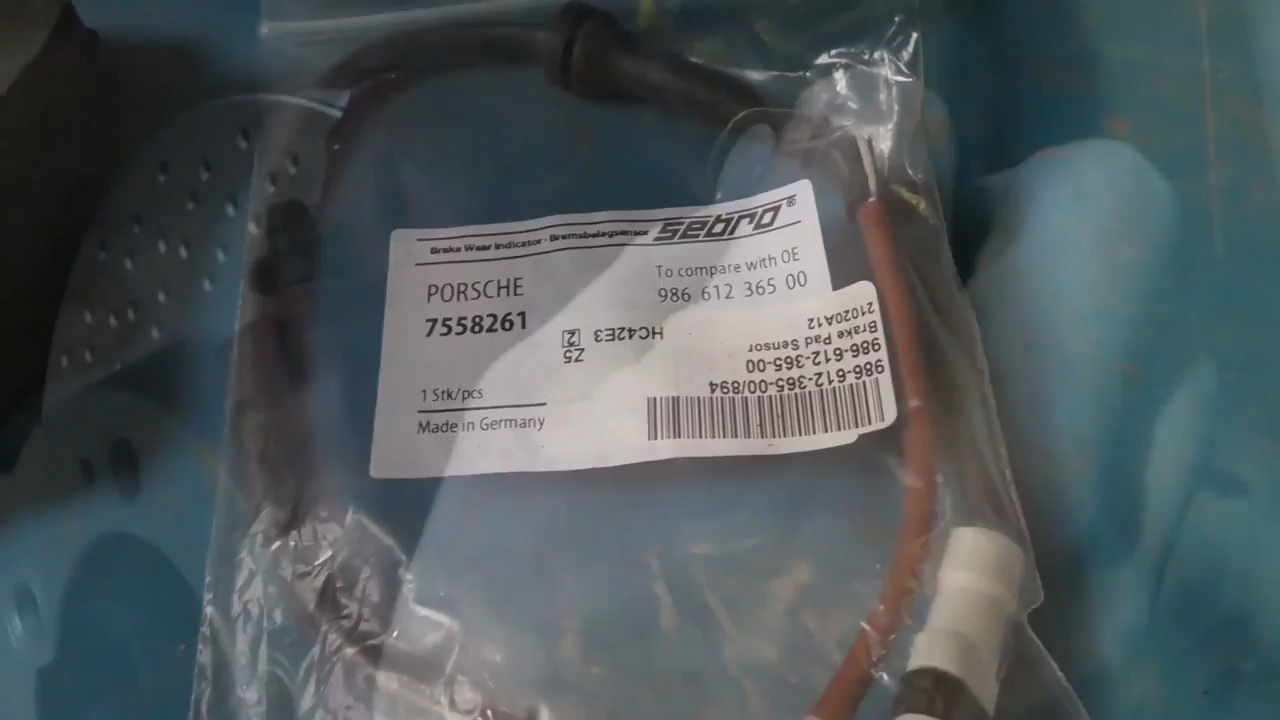 Brake Wear Indicator - Bremsbelagsensor sebro®
PORSCHE
7558261
To compare with OE
986 612 365 00
1 Stk/pcs
Made in Germany
986-612-365-00/894
986-612-365-00
Brake Pad Sensor
21020A12
HC42E3
Z5
2